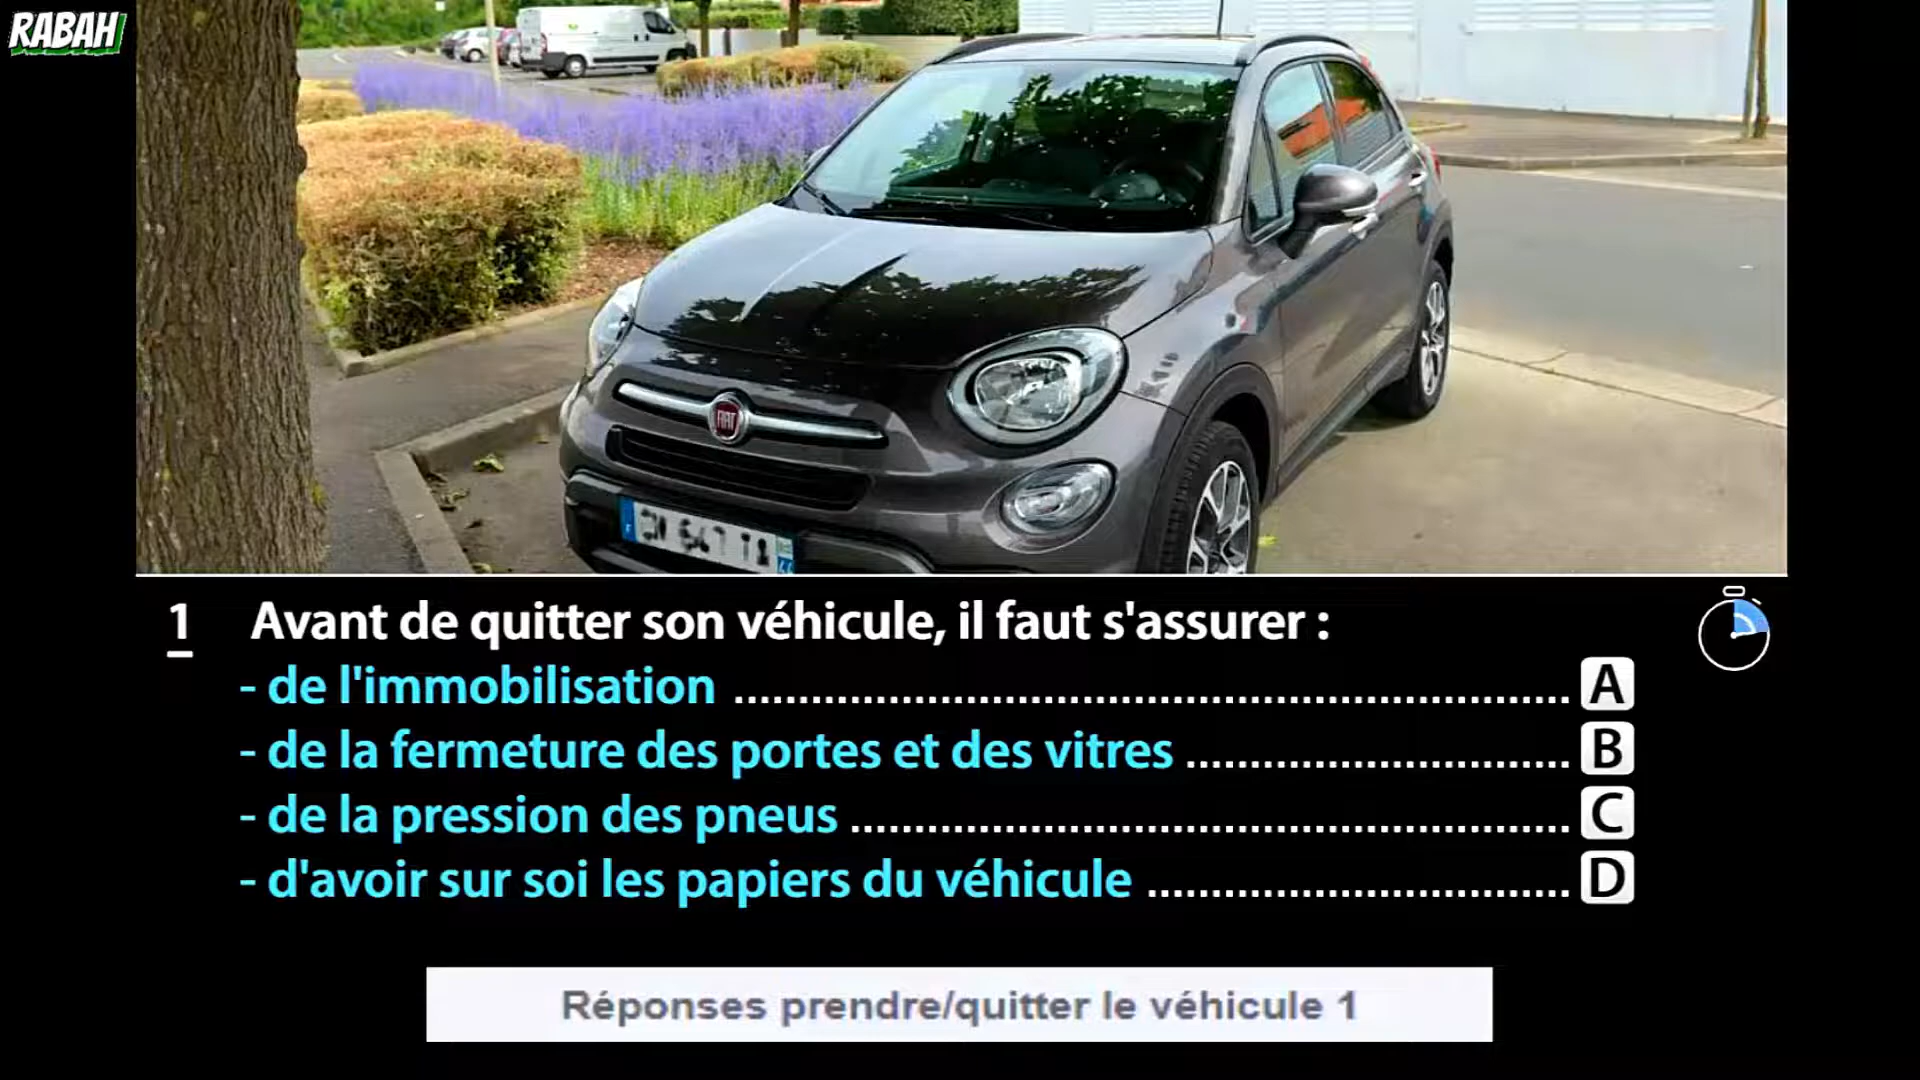 RABAH
FIAT
1 Avant de quitter son véhicule, il faut s'assurer :
- de l'immobilisation ................................................................ A
- de la fermeture des portes et des vitres .............................. B
- de la pression des pneus ....................................................... C
- d'avoir sur soi les papiers du véhicule ................................ D
Réponses prendre/quitter le véhicule 1